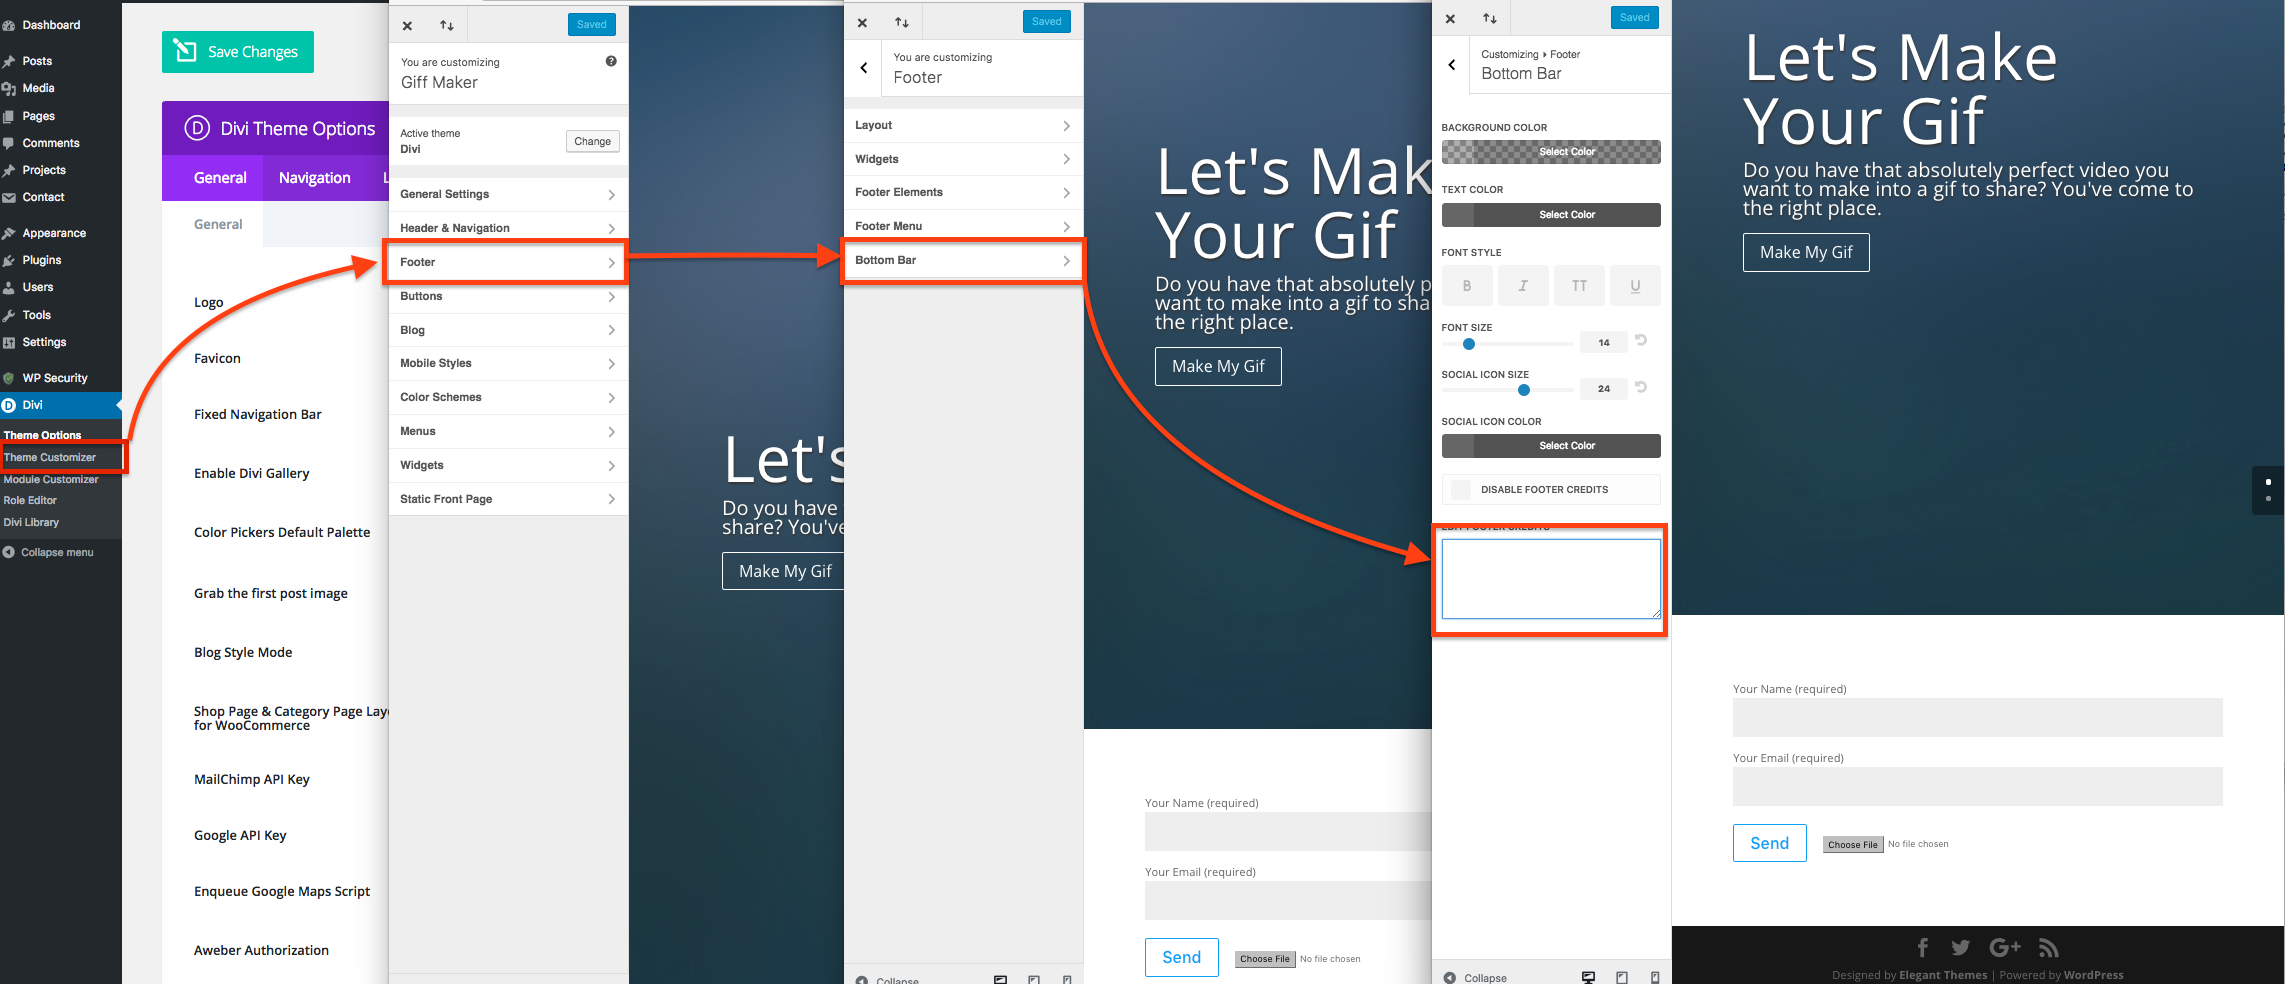 Dashboard
Posts
Media
Pages
Comments
Projects
Contact
Appearance
Plugins
Users
Tools
Settings
WP Security
Divi
Theme Options
Theme Customizer
Module Customizer
Role Editor
Divi Library
Collapse menu
Save Changes
Divi Theme Options
General
Navigation
L
General
Logo
Favicon
Fixed Navigation Bar
Enable Divi Gallery
Color Pickers Default Palette
Grab the first post image
Blog Style Mode
Shop Page & Category Page Lay
for WooCommerce
MailChimp API Key
Google API Key
Enqueue Google Maps Script
Aweber Authorization
Saved
You are customizing
Giff Maker
Active theme
Divi
Change
General Settings
Header & Navigation
Footer
Buttons
Blog
Mobile Styles
Color Schemes
Menus
Widgets
Static Front Page
Let's
Do you have
share? You've
Make My Gif
Saved
You are customizing
Footer
Layout
Widgets
Footer Elements
Footer Menu
Bottom Bar
Collapse
Let's Mak
Your Gif
Do you have that absolutely p
want to make into a gif to sha
the right place.
Make My Gif
Your Name (required)
Your Email (required)
Send
Choose File No file chosen
Saved
Customizing ▸ Footer
Bottom Bar
BACKGROUND COLOR
Select Color
TEXT COLOR
Select Color
FONT STYLE
B I TT U
FONT SIZE
14
SOCIAL ICON SIZE
24
SOCIAL ICON COLOR
Select Color
DISABLE FOOTER CREDITS
EDIT FOOTER CREDITS
Collapse
Let's Make
Your Gif
Do you have that absolutely perfect video you
want to make into a gif to share? You've come to
the right place.
Make My Gif
Your Name (required)
Your Email (required)
Send
Choose File No file chosen
Designed by Elegant Themes | Powered by WordPress